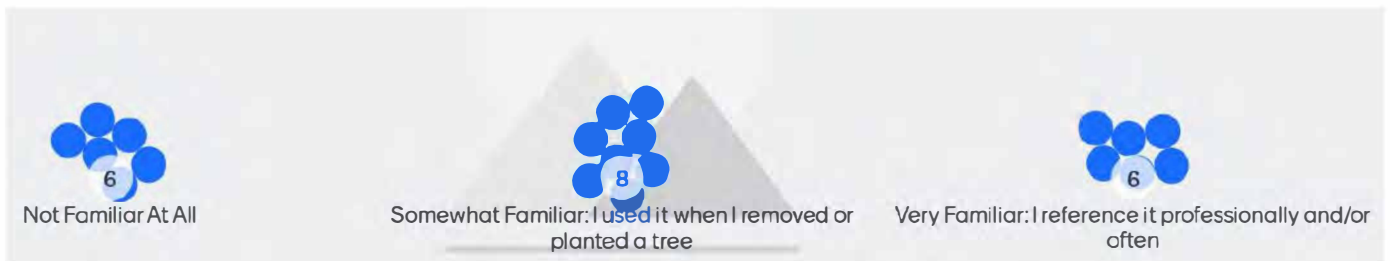 6
Not Familiar At All
8
Somewhat Familiar: I used it when I removed or
planted a tree
6
Very Familiar: I reference it professionally and/or
often